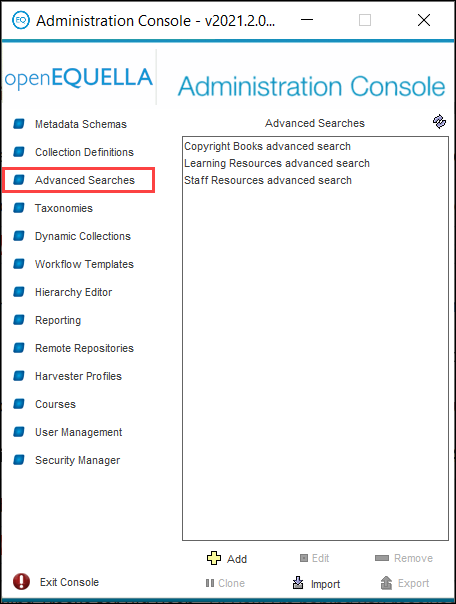 EQ Administration Console - v2021.2.0...
openEQUELLA
Administration Console
Metadata Schemas
Collection Definitions
Advanced Searches
Taxonomies
Dynamic Collections
Workflow Templates
Hierarchy Editor
Reporting
Remote Repositories
Harvester Profiles
Courses
User Management
Security Manager
Exit Console
Advanced Searches
Copyright Books advanced search
Learning Resources advanced search
Staff Resources advanced search
Add Edit Remove
Clone Import Export